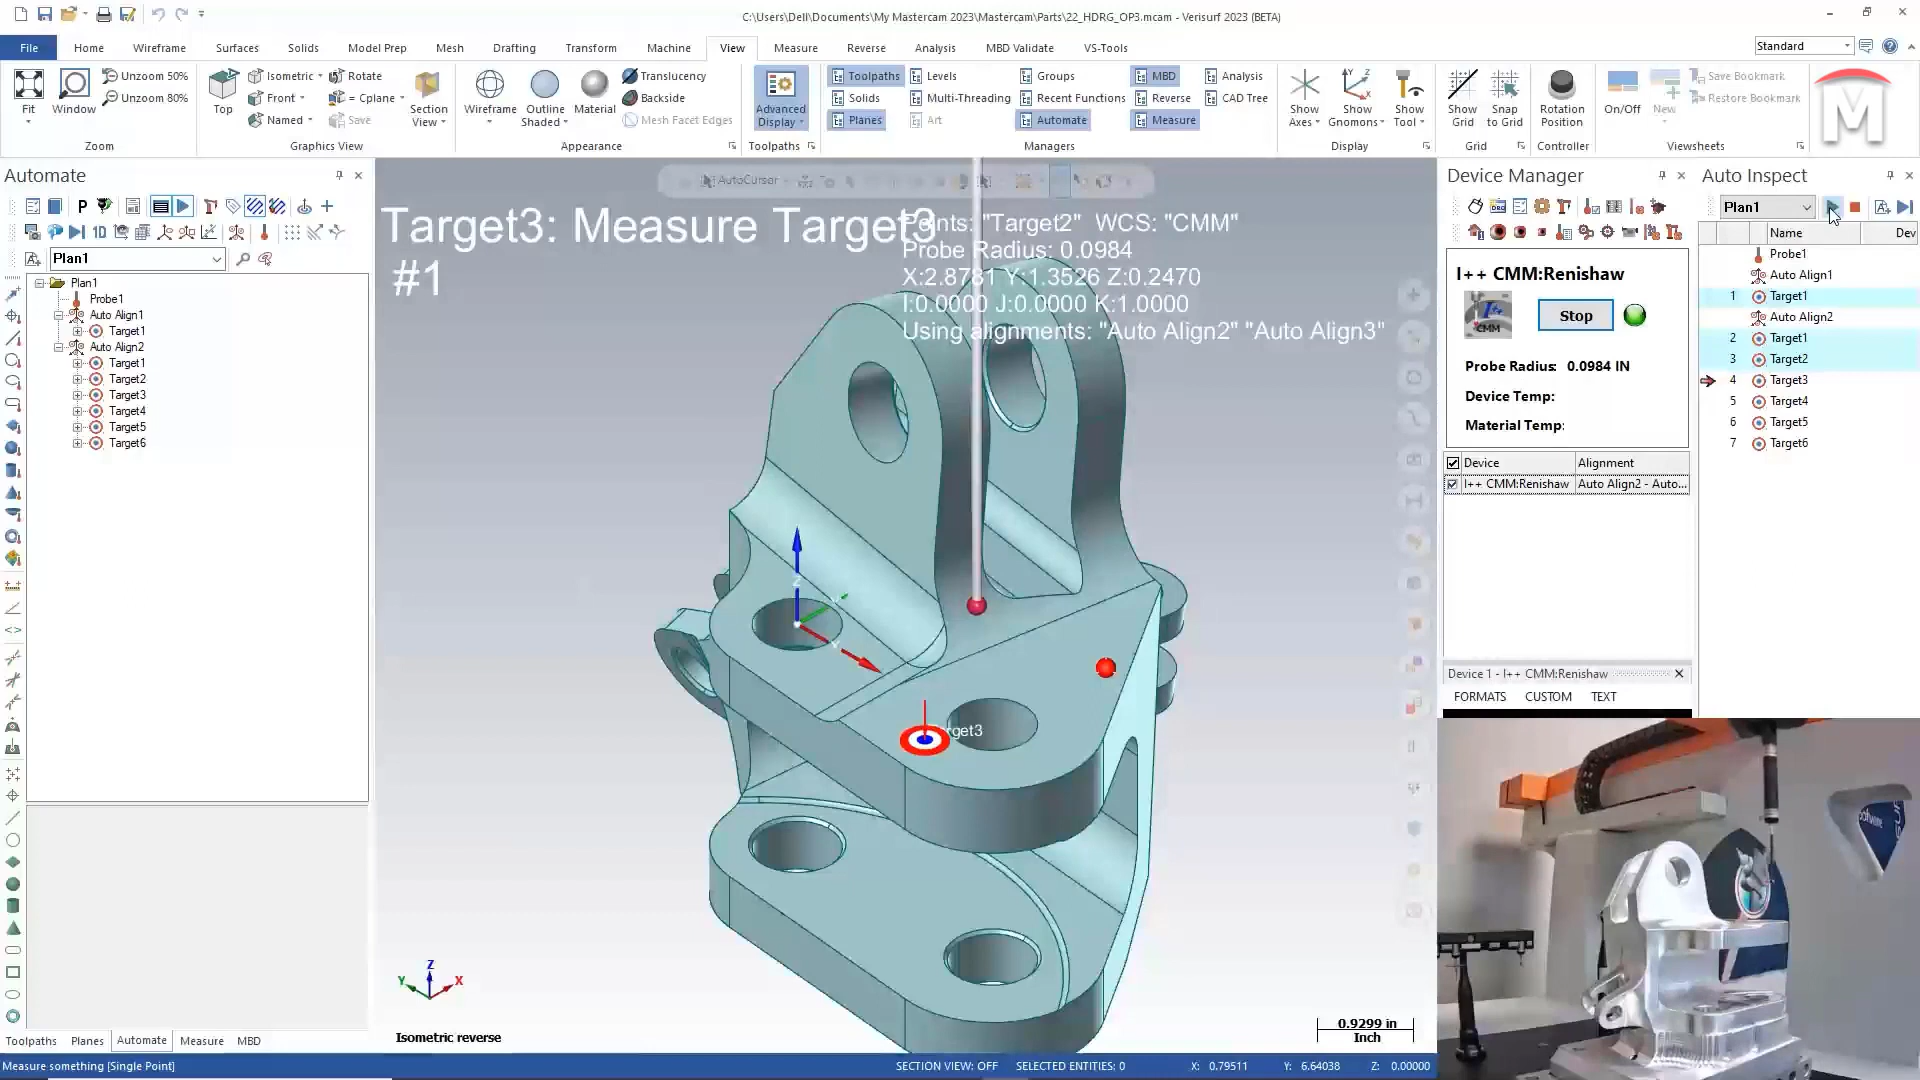 C:\Users\Dell\Documents\My Mastercam 2023\Mastercam\Parts\22_HDRG_OP3.mcam - Verisurf 2023 (BETA)
File Home Wireframe Surfaces Solids Model Prep Mesh Drafting Transform Machine View Measure Reverse Analysis MBD Validate VS-Tools Standard
Fit Window Unzoom 50% Unzoom 80% Zoom
Top Isometric Front Named Rotate = Cplane Save Section View Graphics View
Wireframe Outline Shaded Material Translucency Backside Mesh Facet Edges Appearance
Advanced Display Toolpaths
Toolpaths Levels Groups MBD Analysis
Solids Multi-Threading Recent Functions Reverse CAD Tree
Planes Art Automate Measure
Managers
Show Axes Show Gnomons Show Tool Display
Show Grid Snap to Grid Grid
Rotation Position Controller
On/Off New Save Bookmark Restore Bookmark Viewsheets
Automate
P
1D
Plan1
Plan1
Probe1
Auto Align1
Target1
Auto Align2
Target1
Target2
Target3
Target4
Target5
Target6
Toolpaths Planes Automate Measure MBD
AutoCursor
Target3: Measure Target3
#1
"Target2" WCS: "CMM"
Probe Radius: 0.0984
X:2.8781 Y:1.3526 Z:0.2470
I:0.0000 J:0.0000 K:1.0000
Using alignments: "Auto Align2" "Auto Align3"
Z
Z
Y
X
Isometric reverse
0.9299 in
Inch
Device Manager
I++ CMM:Renishaw
CMM
Stop
Probe Radius: 0.0984 IN
Device Temp:
Material Temp:
Device Alignment
I++ CMM:Renishaw Auto Align2 - Auto...
Device 1 - I++ CMM:Renishaw
FORMATS CUSTOM TEXT
Auto Inspect
Plan1
Name Dev
Probe1
Auto Align1
1 Target1
Auto Align2
2 Target1
3 Target2
4 Target3
5 Target4
6 Target5
7 Target6
Measure something [Single Point] SECTION VIEW: OFF SELECTED ENTITIES: 0 X: 0.79511 Y: 6.64038 Z: 0.00000